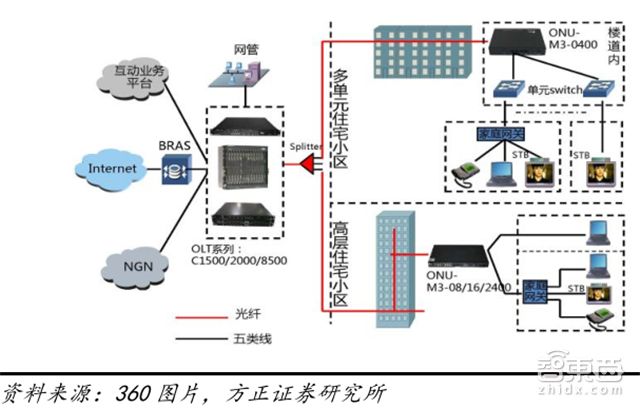 网管
互动业务
平台
BRAS
Internet
NGN
OLT系列：
C1500/2000/8500
Splitter
多单元住宅小区
ONU-
M3-0400
楼道内
单元switch
家庭网关
STB
STB
高层住宅小区
ONU-
M3-08/16/2400
家庭
网关
STB
光纤
五类线
资料来源：360 图片，方正证券研究所
智东西
zhidx.com